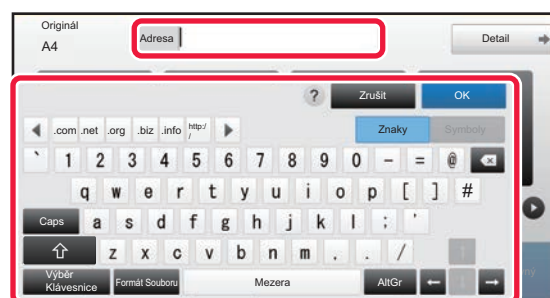 Originál
A4
Adresa
Detail
? Zrušit OK
.com .net .org .biz .info http:/
/
Znaky Symboly
` 1 2 3 4 5 6 7 8 9 0 - = @
q w e r t y u i o p [ ] #
Caps a s d f g h j k l ; '
z x c v b n m . . /
Výběr
Klávesnice
Formát Souboru Mezera AltGr